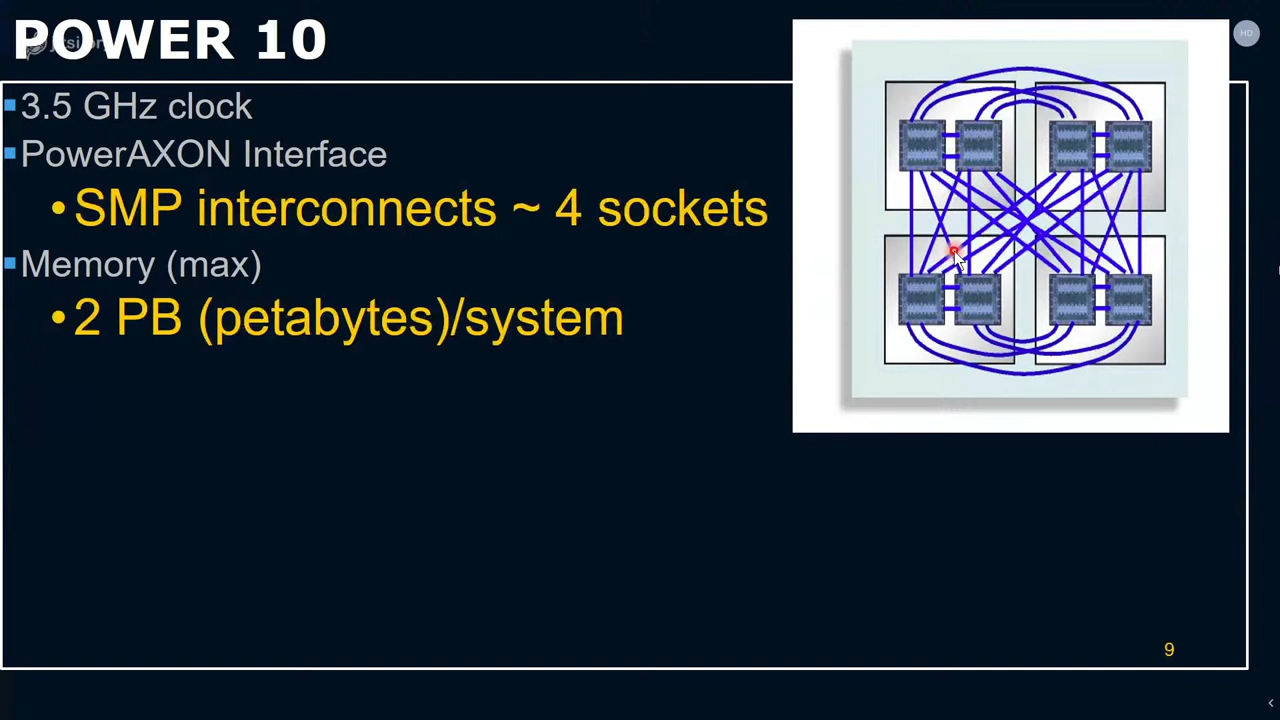 POWER 10
HD
3.5 GHz clock
PowerAXON Interface
•SMP interconnects ~ 4 sockets
Memory (max)
•2 PB (petabytes)/system
9